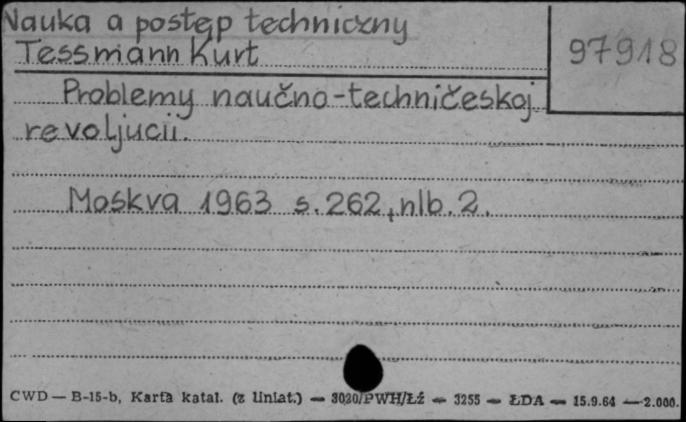 Nauka a postęp techniczny
Tessmann Kurt
97918
Problemy naučno-techničeskoj
revoljucii.
Moskva 1963 s.262, nlb.2.
CWD — B-15-b, Karta katal. (z liniat.) — 3020/PWH/Łź — 3255 — ŁDA — 15.9.64 — 2.000.